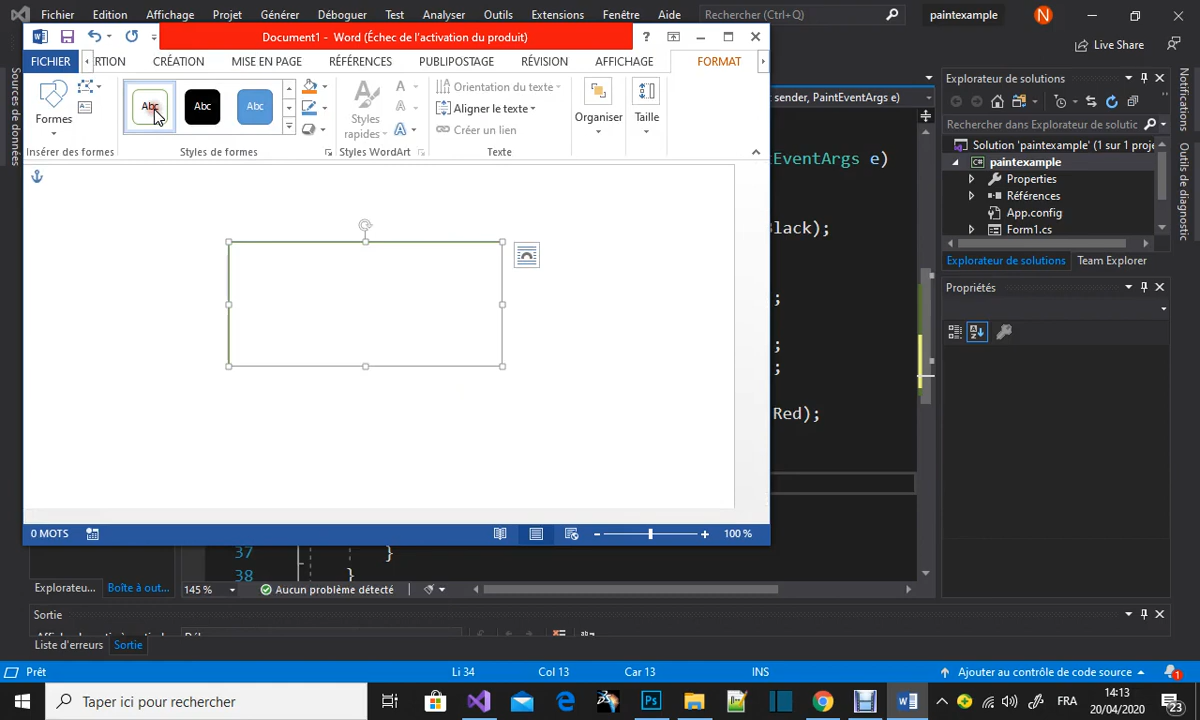 Fichier Edition Affichage Projet Générer Déboguer Test Analyser Outils Extensions Fenêtre Aide Rechercher (Ctrl+Q) paintexample N
Live Share
Document1 - Word (Échec de l'activation du produit) ?
FICHIER RTION CRÉATION MISE EN PAGE RÉFÉRENCES PUBLIPOSTAGE RÉVISION AFFICHAGE FORMAT
Formes
Abc Abc Abc
Styles rapides
Orientation du texte
Aligner le texte
Créer un lien
Organiser
Taille
Insérer des formes Styles de formes Styles WordArt Texte
0 MOTS 100 %
Sources de données
sender, PaintEventArgs e)
EventArgs e)
Black);
;
;
;
Red);
37 }
38 }
145 % Aucun problème détecté
Explorateur de solutions
Rechercher dans Explorateur de solutic
Solution 'paintexample' (1 sur 1 proje
paintexample
Properties
Références
App.config
Form1.cs
Explorateur de solutions Team Explorer
Propriétés
Notifications
Outils de diagnostic
Explorateu... Boîte à out...
Sortie
Liste d'erreurs Sortie
Prêt Li 34 Col 13 Car 13 INS Ajouter au contrôle de code source 1
Taper ici pour rechercher
FRA 14:13 20/04/2020 23